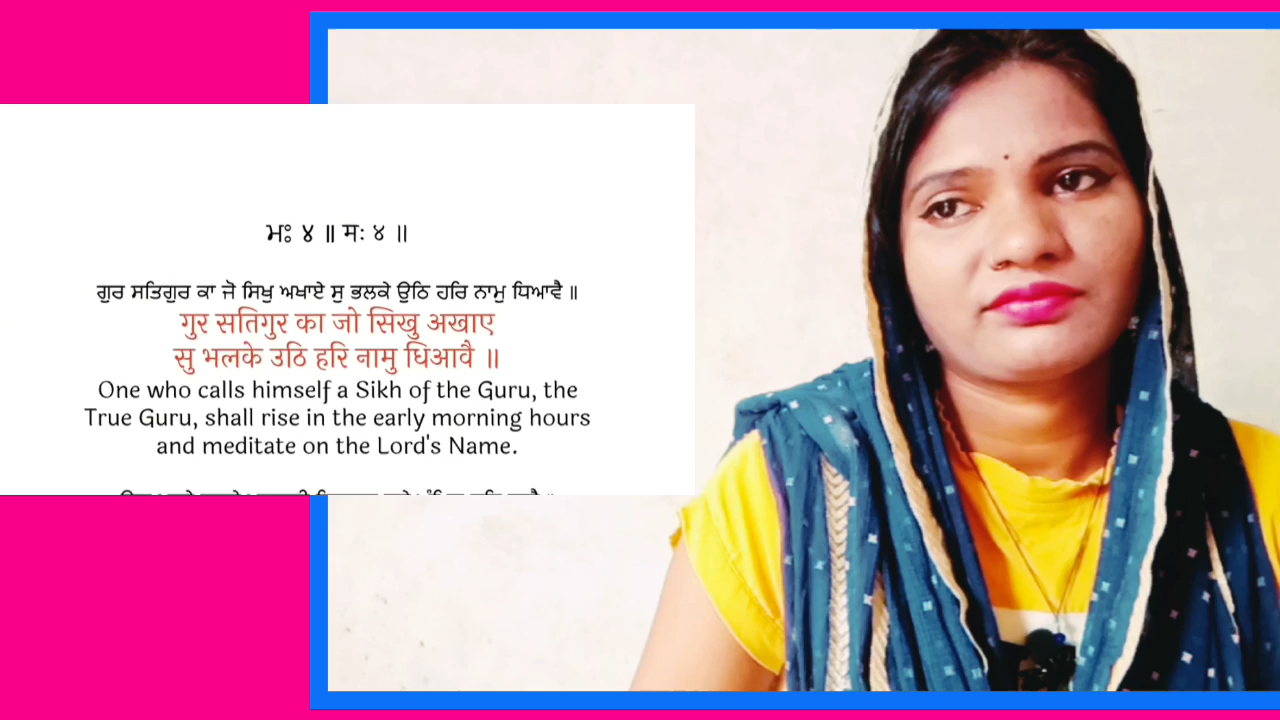 ਮਃ ੪ ॥ मः ४ ॥
ਗੁਰ ਸਤਿਗੁਰ ਕਾ ਜੋ ਸਿਖੁ ਅਖਾਏ ਸੁ ਭਲਕੇ ਉਠਿ ਹਰਿ ਨਾਮੁ ਧਿਆਵੈ ॥
गुर सतिगुर का जो सिखु अखाए
सु भलके उठि हरि नामु धिआवै ॥
One who calls himself a Sikh of the Guru, the
True Guru, shall rise in the early morning hours
and meditate on the Lord's Name.